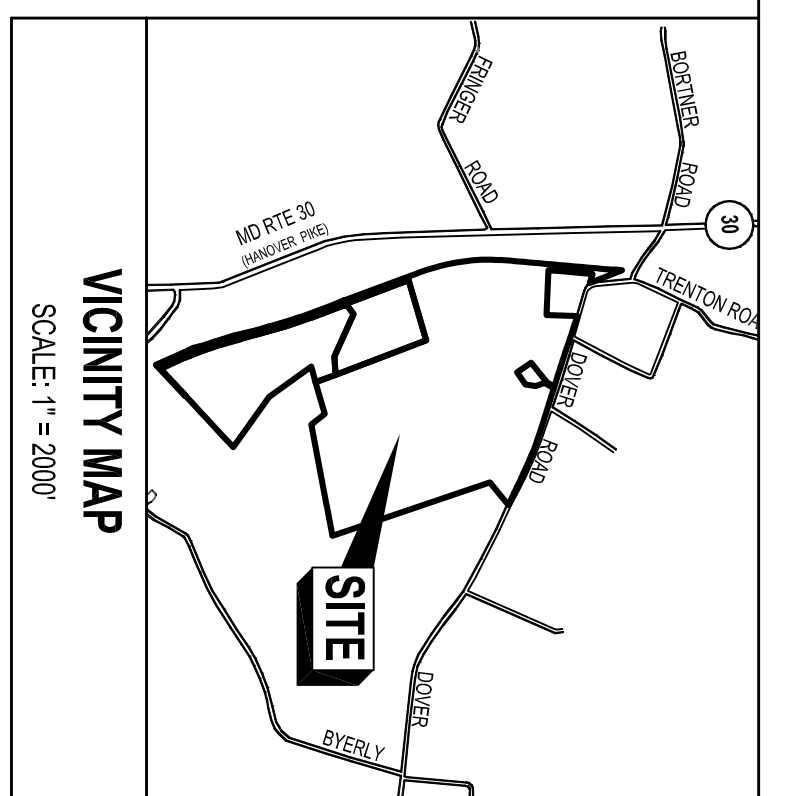 FRINGER
ROAD
BORTNER
ROAD
30
TRENTON
MD RTE 30
(HANOVER PIKE)
DOVER
ROAD
SITE
DOVER
BYERLY
VICINITY MAP
SCALE: 1" = 2000'